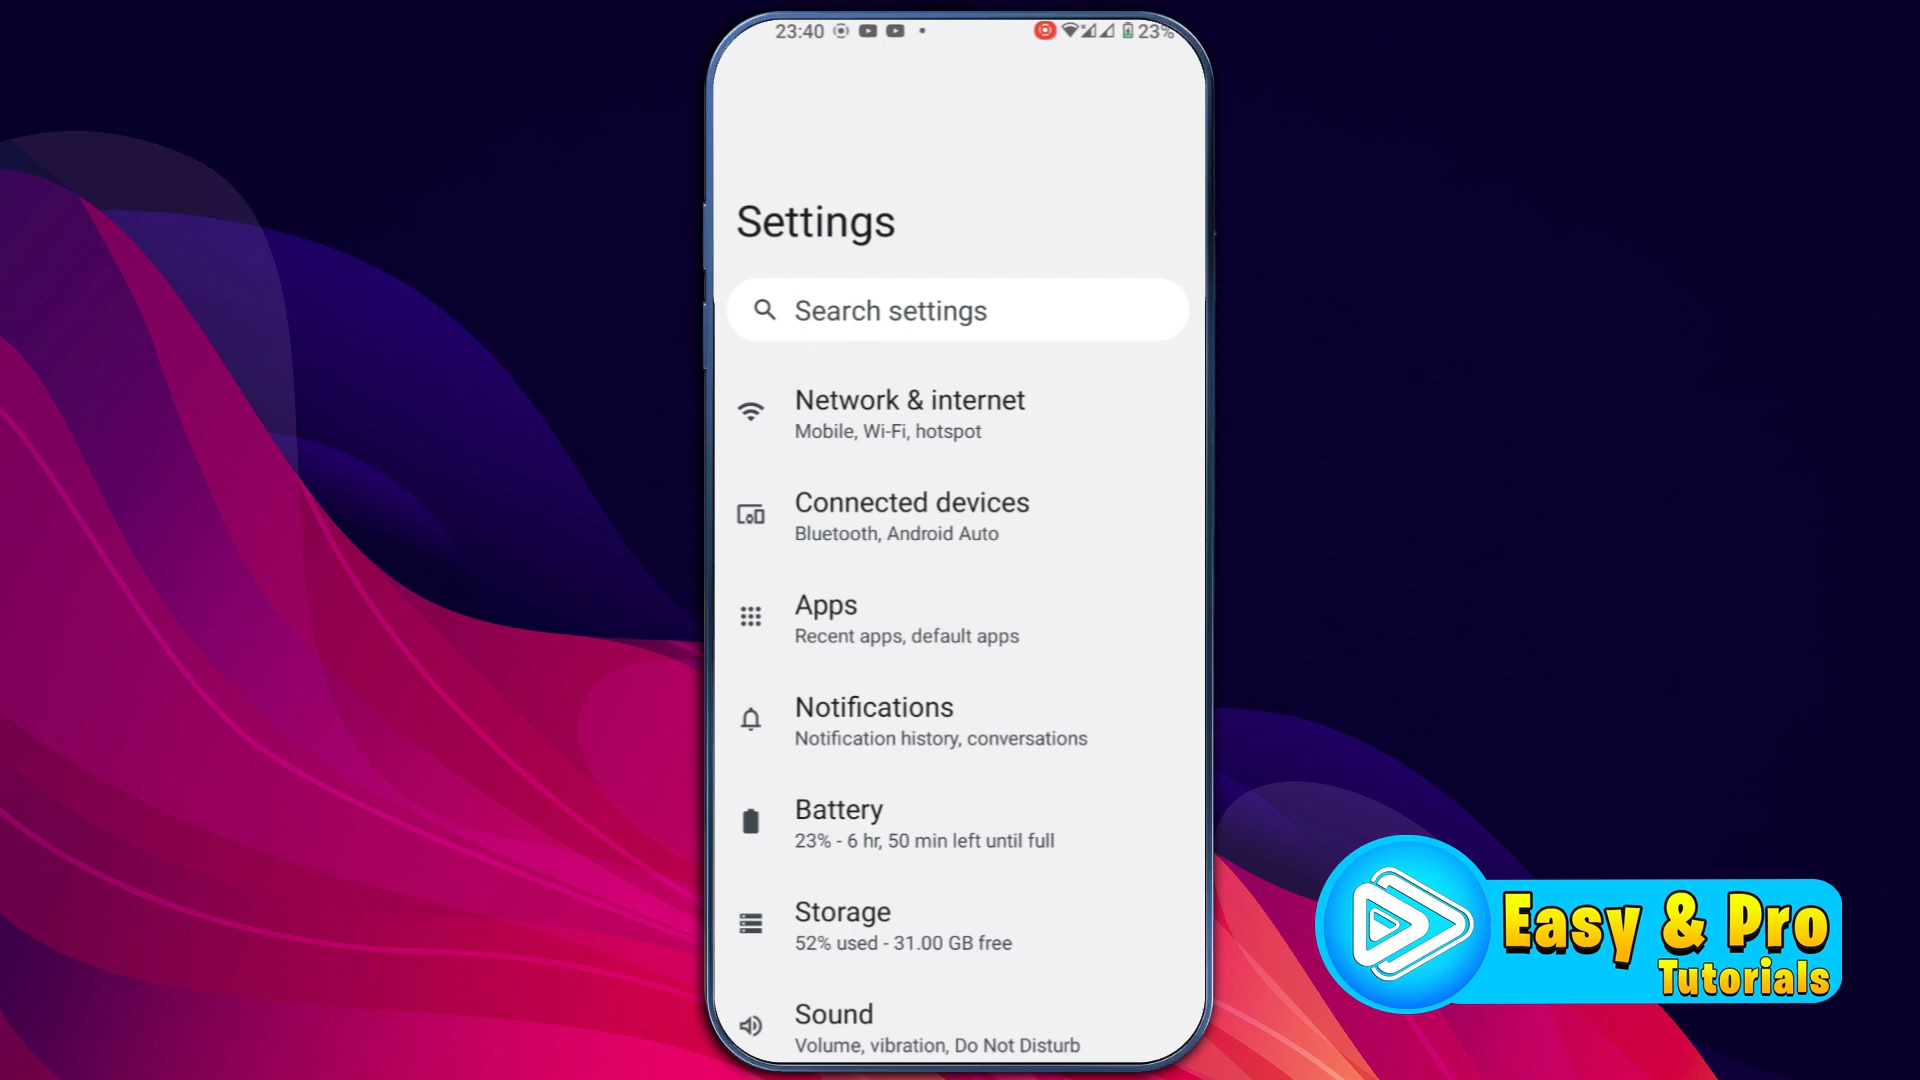 23:40
23%
Settings
Search settings
Network & internet
Mobile, Wi-Fi, hotspot
Connected devices
Bluetooth, Android Auto
Apps
Recent apps, default apps
Notifications
Notification history, conversations
Battery
23% - 6 hr, 50 min left until full
Storage
52% used - 31.00 GB free
Sound
Volume, vibration, Do Not Disturb
Easy & Pro
Tutorials